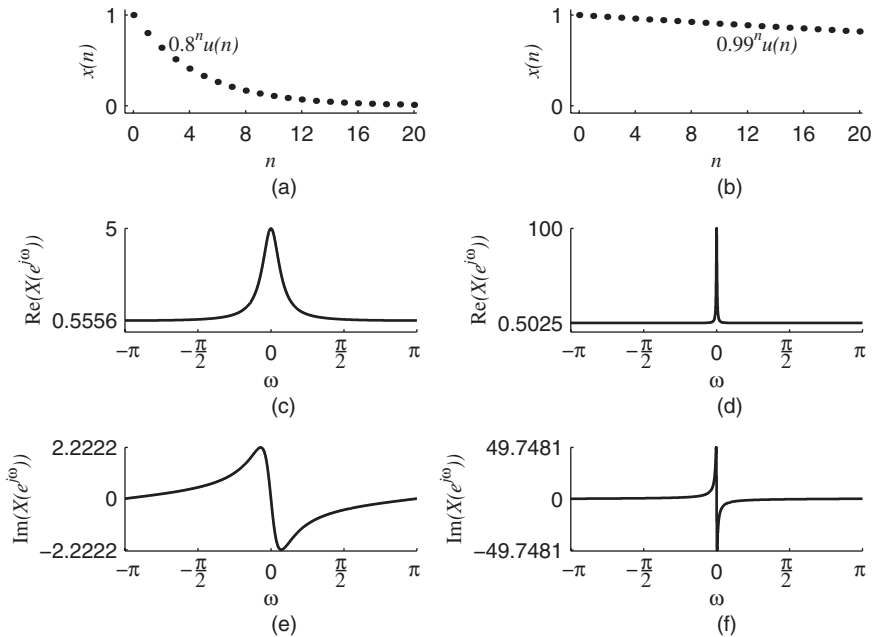 1
0
x(n)
0.8ⁿu(n)
0 4 8 12 16 20
n
(a)
1
0
x(n)
0.99ⁿu(n)
0 4 8 12 16 20
n
(b)
5
0.5556
Re(X(e^{jω}))
−π −π/2 0 π/2 π
ω
(c)
100
0.5025
Re(X(e^{jω}))
−π −π/2 0 π/2 π
ω
(d)
2.2222
0
−2.2222
Im(X(e^{jω}))
−π −π/2 0 π/2 π
ω
(e)
49.7481
0
−49.7481
Im(X(e^{jω}))
−π −π/2 0 π/2 π
ω
(f)